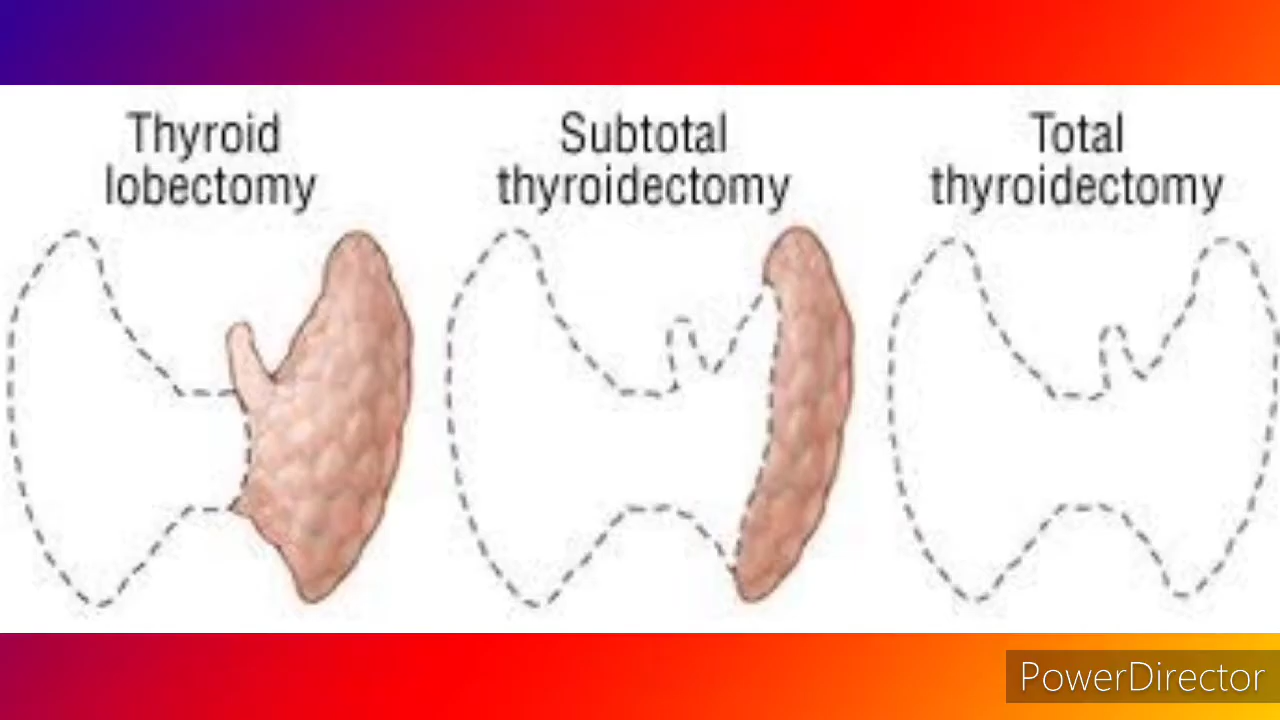 Thyroid
lobectomy
Subtotal
thyroidectomy
Total
thyroidectomy
PowerDirector